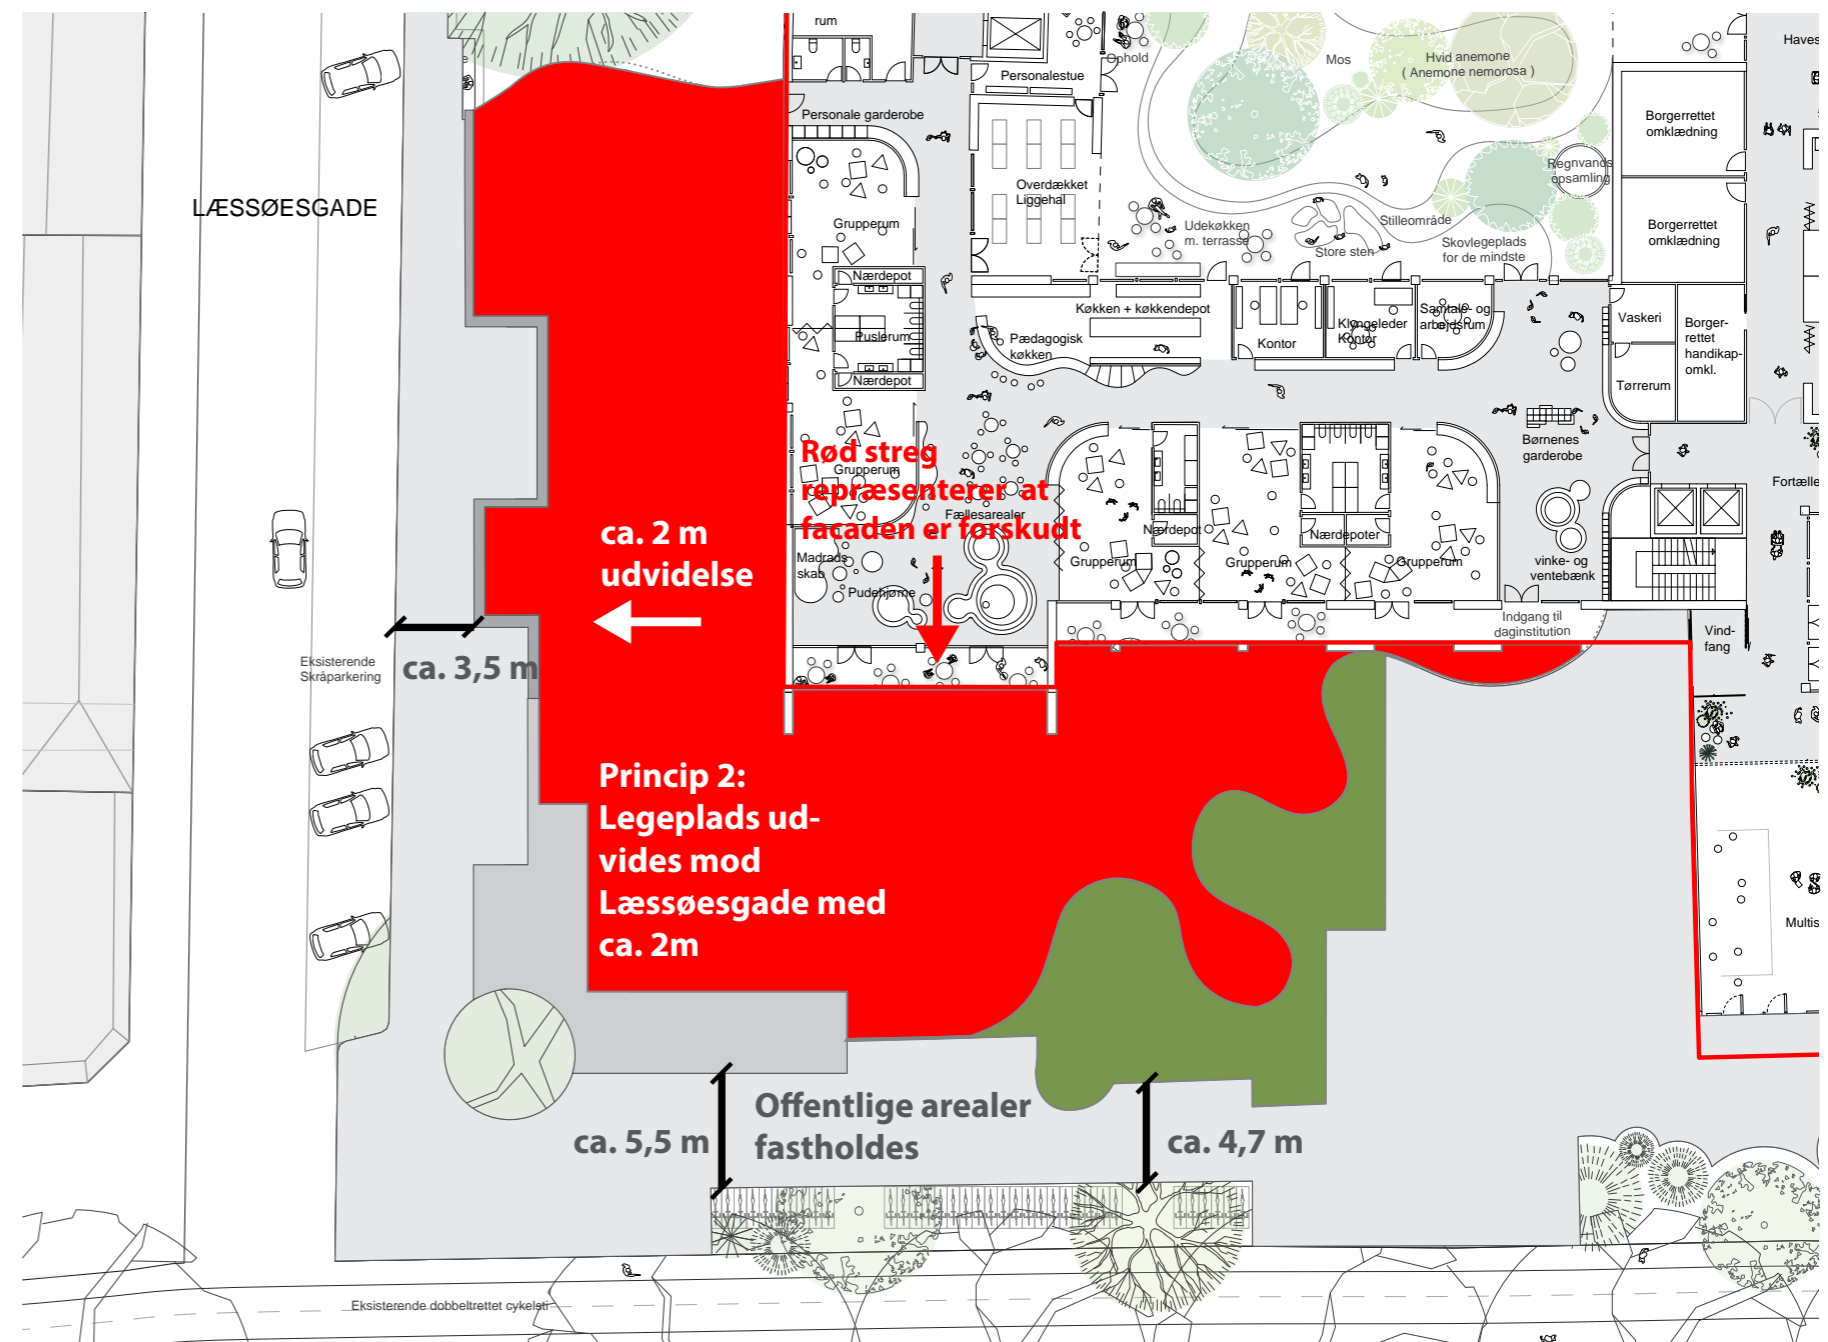 rum
Personalestue
Ophold
Mos
Hvid anemone
( Anemone nemorosa )
Personale garderobe
Borgerrettet
omklædning
Overdækket
Liggehal
Regnvands
opsamling
LÆSSØESGADE
Grupperum
Udekøkken
m. terrasse
Stilleområde
Store sten
Skovlegeplads
for de mindste
Borgerrettet
omklædning
Nærdepot
Puslerum
Nærdepot
Køkken + køkkendepot
Pædagogisk
køkken
Kontor
Klyngeleder
Kontor
Samtale- og
arbejdsrum
Vaskeri
Borger-
rettet
handikap-
omkl.
Tørrerum
Børnenes
garderobe
Rød streg
repræsenterer at
facaden er forskudt
Grupperum
Fællesarealer
Madrads
skab
Pudehjørne
Nærdepot
Nærdepoter
Grupperum
Grupperum
Grupperum
vinke- og
ventebænk
Indgang til
daginstitution
Vind-
fang
ca. 2 m
udvidelse
Eksisterende
Skråparkering
ca. 3,5 m
Princip 2:
Legeplads ud-
vides mod
Læssøesgade med
ca. 2m
Offentlige arealer
fastholdes
ca. 5,5 m
ca. 4,7 m
Eksisterende dobbeltrettet cykelsti